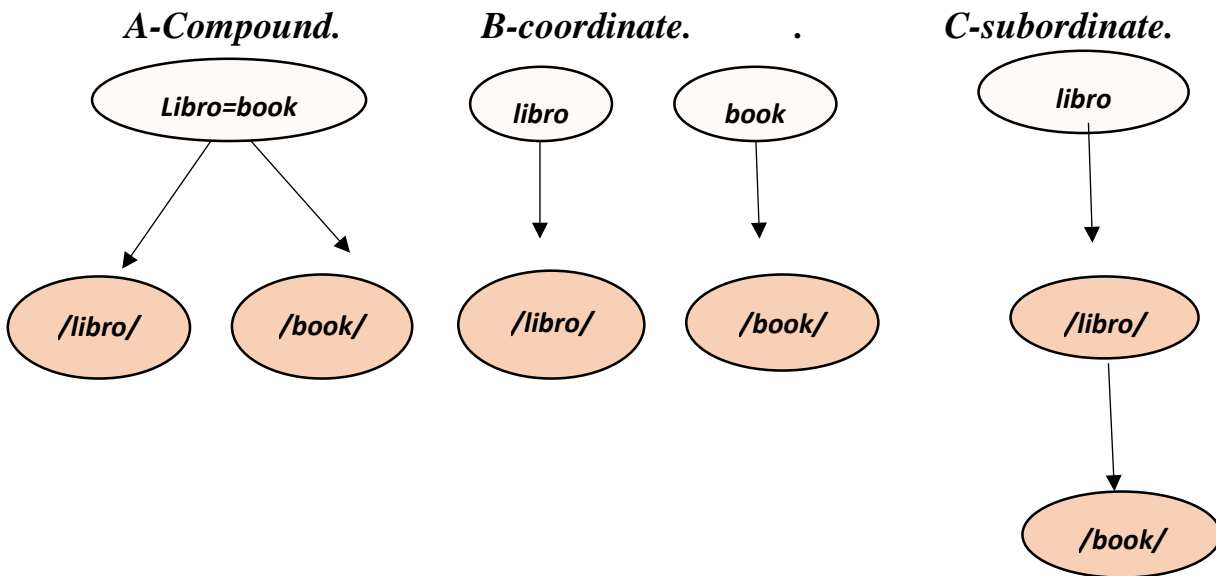 A-Compound. B-coordinate. . C-subordinate.
Libro=book libro book libro
/libro/ /book/ /libro/ /book/ /libro/
/book/